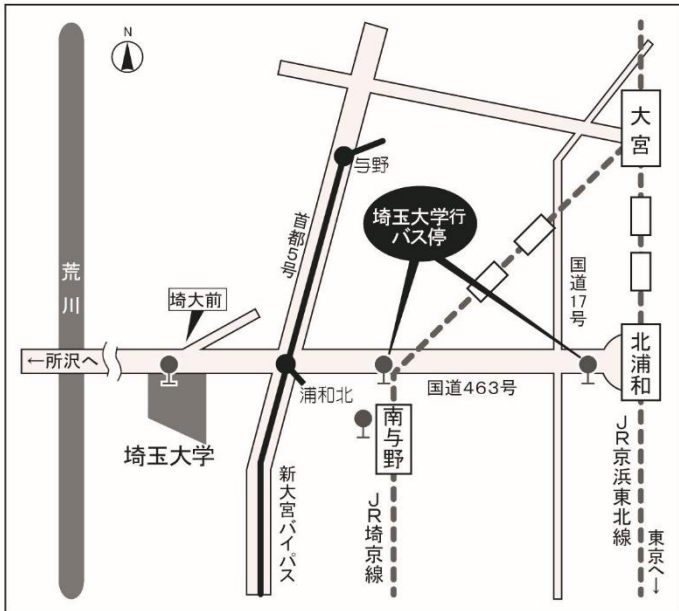 N
大宮
与野
埼玉大学行
バス停
首都5号
国道17号
荒川
埼大前
←所沢へ
浦和北
国道463号
北浦和
南与野
埼玉大学
新大宮バイパス
JR埼京線
JR京浜東北線
東京へ↓